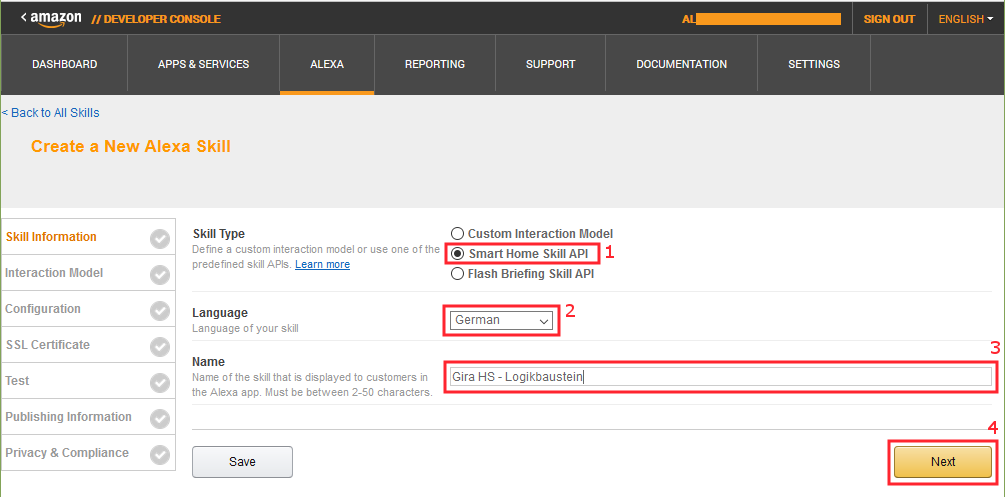 < amazon // DEVELOPER CONSOLE AL SIGN OUT ENGLISH
DASHBOARD APPS & SERVICES ALEXA REPORTING SUPPORT DOCUMENTATION SETTINGS
< Back to All Skills
Create a New Alexa Skill
Skill Information
Interaction Model
Configuration
SSL Certificate
Test
Publishing Information
Privacy & Compliance
Skill Type
Define a custom interaction model or use one of the
predefined skill APIs. Learn more
Custom Interaction Model
Smart Home Skill API 1
Flash Briefing Skill API
Language
Language of your skill
German 2
Name
Name of the skill that is displayed to customers in
the Alexa app. Must be between 2-50 characters.
3
Gira HS - Logikbaustein
4
Save Next